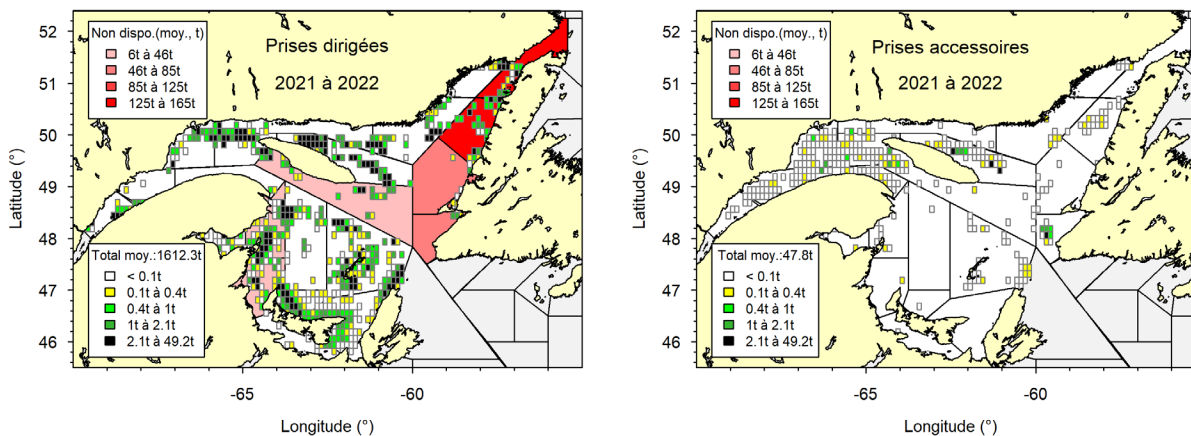 Non dispo.(moy., t)
6t à 46t
46t à 85t
85t à 125t
125t à 165t
Prises dirigées
2021 à 2022
Total moy.:1612.3t
< 0.1t
0.1t à 0.4t
0.4t à 1t
1t à 2.1t
2.1t à 49.2t
52
51
50
49
48
47
46
Latitude (°)
-65
-60
Longitude (°)
Non dispo.(moy., t)
6t à 46t
46t à 85t
85t à 125t
125t à 165t
Prises accessoires
2021 à 2022
Total moy.:47.8t
< 0.1t
0.1t à 0.4t
0.4t à 1t
1t à 2.1t
2.1t à 49.2t
52
51
50
49
48
47
46
Latitude (°)
-65
-60
Longitude (°)